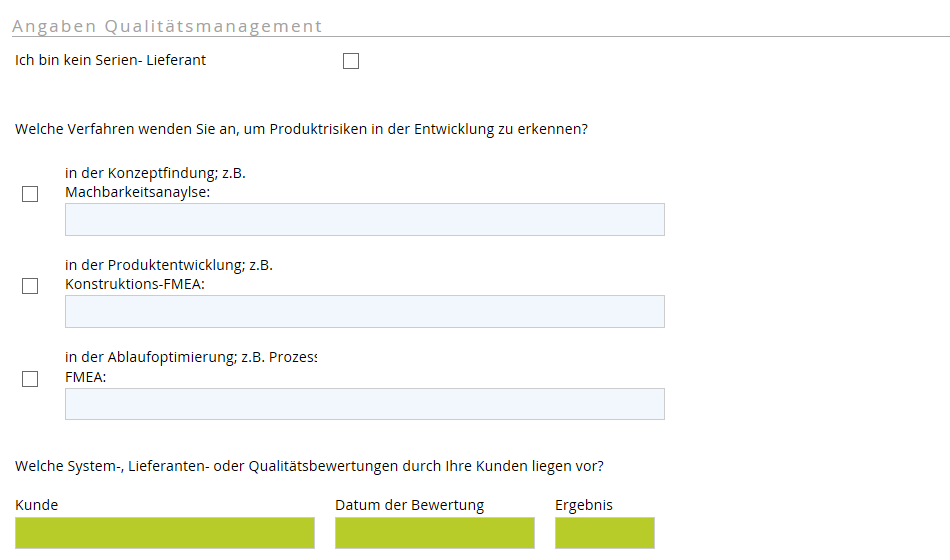 Angaben Qualitätsmanagement
Ich bin kein Serien- Lieferant
Welche Verfahren wenden Sie an, um Produktrisiken in der Entwicklung zu erkennen?
in der Konzeptfindung; z.B.
Machbarkeitsanaylse:
in der Produktentwicklung; z.B.
Konstruktions-FMEA:
in der Ablaufoptimierung; z.B. Prozess
FMEA:
Welche System-, Lieferanten- oder Qualitätsbewertungen durch Ihre Kunden liegen vor?
Kunde Datum der Bewertung Ergebnis